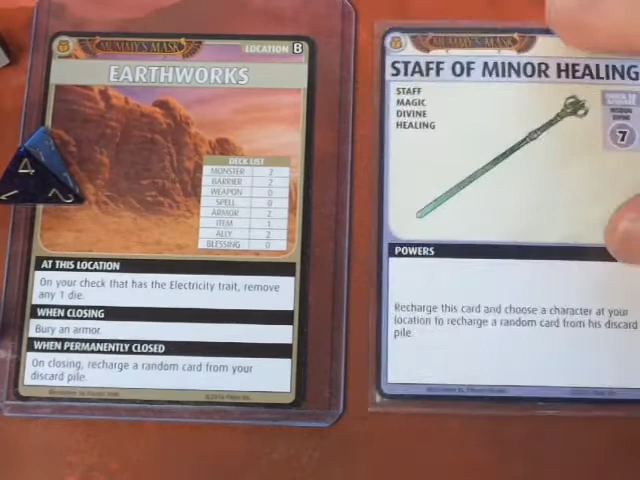 MUMMY'S MASK
LOCATION B
EARTHWORKS
DECK LIST
MONSTER 2
BARRIER 2
WEAPON 0
SPELL 0
ARMOR 2
ITEM 1
ALLY 2
BLESSING 0
AT THIS LOCATION
On your check that has the Electricity trait, remove
any 1 die.
WHEN CLOSING
Bury an armor.
WHEN PERMANENTLY CLOSED
On closing, recharge a random card from your
discard pile.
4
MUMMY'S MASK
STAFF OF MINOR HEALING
STAFF
MAGIC
DIVINE
HEALING
WISDOM
DIVINE
7
POWERS
Recharge this card and choose a character at your
location to recharge a random card from his discard
pile.